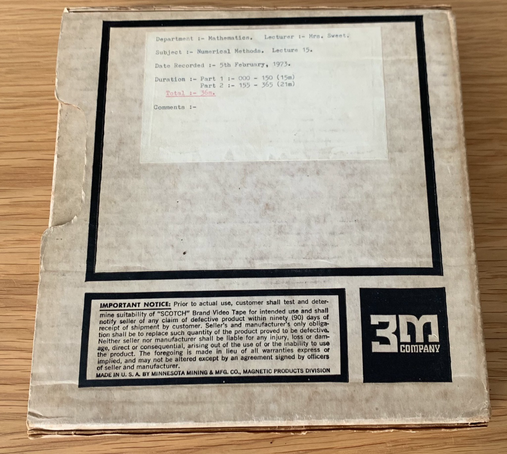 Department :- Mathematics. Lecturer :- Mrs. Sweet.
Subject :- Numerical Methods. Lecture 15.
Date Recorded :- 5th February, 1973.
Duration :- Part 1 :- 000 - 150 (15m)
Part 2 :- 155 - 365 (21m)
Total :- 36m.
Comments :-
IMPORTANT NOTICE: Prior to actual use, customer shall test and deter-
mine suitability of "SCOTCH" Brand Video Tape for intended use and shall
notify seller of any claim of defective product within ninety (90) days of
receipt of shipment by customer. Seller's and manufacturer's only obliga-
tion shall be to replace such quantity of the product proved to be defective.
Neither seller nor manufacturer shall be liable for any injury, loss or dam-
age, direct or consequential, arising out of the use of or the inability to use
the product. The foregoing is made in lieu of all warranties express or
implied, and may not be altered except by an agreement signed by officers
of seller and manufacturer.
MADE IN U. S. A. BY MINNESOTA MINING & MFG. CO., MAGNETIC PRODUCTS DIVISION
3M
COMPANY